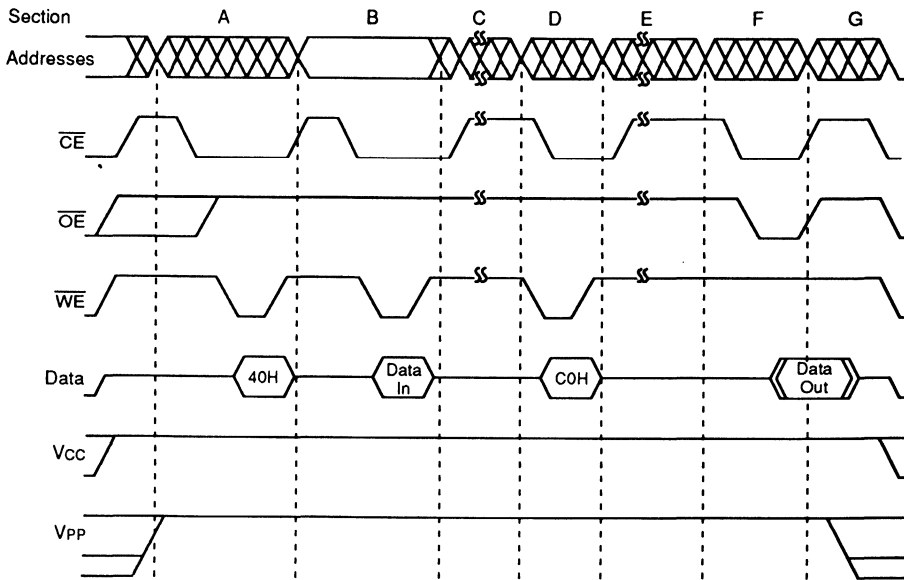 Section A B C D E F G
Addresses
CE
OE
WE
Data 40H Data In C0H Data Out
Vcc
VPP